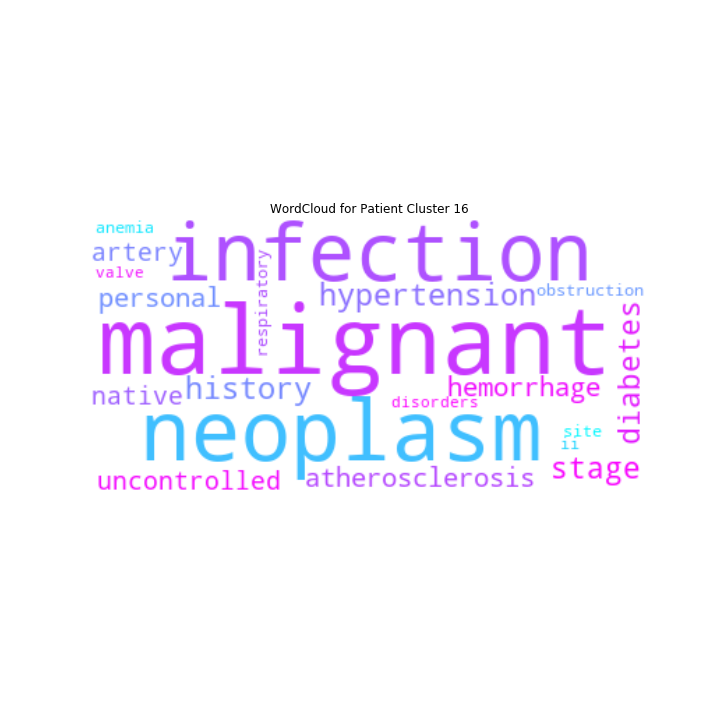 WordCloud for Patient Cluster 16
anemia
infection
artery
valve
respiratory
personal
hypertension
obstruction
malignant
diabetes
native
history
hemorrhage
disorders
neoplasm
site
ii
stage
uncontrolled
atherosclerosis